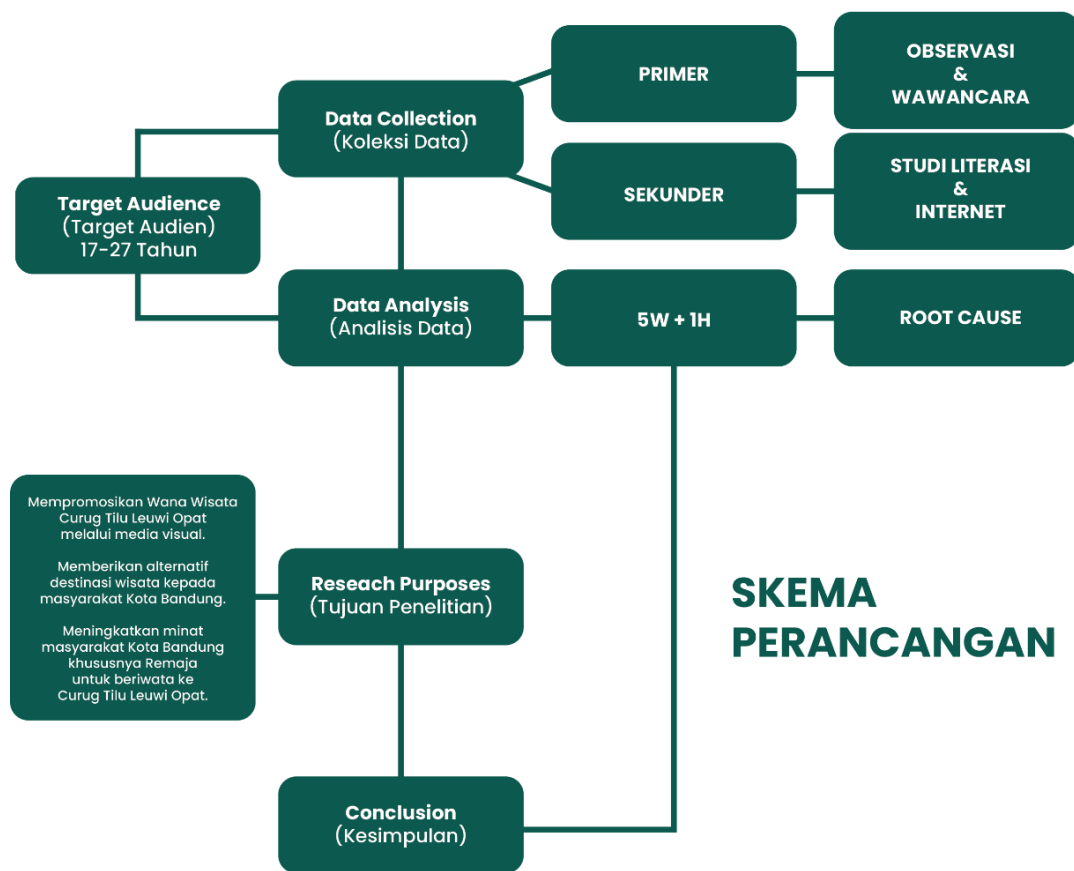 PRIMER
OBSERVASI
&
WAWANCARA
Data Collection
(Koleksi Data)
SEKUNDER
STUDI LITERASI
&
INTERNET
Target Audience
(Target Audien)
17-27 Tahun
Data Analysis
(Analisis Data)
5W + 1H
ROOT CAUSE
Mempromosikan Wana Wisata
Curug Tilu Leuwi Opat
melalui media visual.
Memberikan alternatif
destinasi wisata kepada
masyarakat Kota Bandung.
Meningkatkan minat
masyarakat Kota Bandung
khususnya Remaja
untuk beriwata ke
Curug Tilu Leuwi Opat.
Reseach Purposes
(Tujuan Penelitian)
SKEMA
PERANCANGAN
Conclusion
(Kesimpulan)